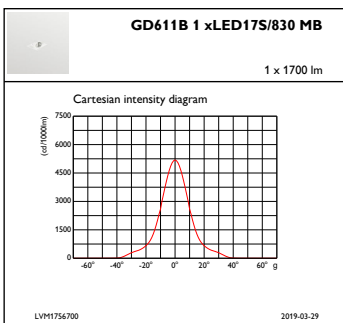 GD611B 1 xLED17S/830 MB
1 x 1700 lm
Cartesian intensity diagram
(cd/1000lm)
7500
6000
4500
3000
1500
0
-60° -40° -20° 0° 20° 40° 60° g
LVM1756700 2019-03-29